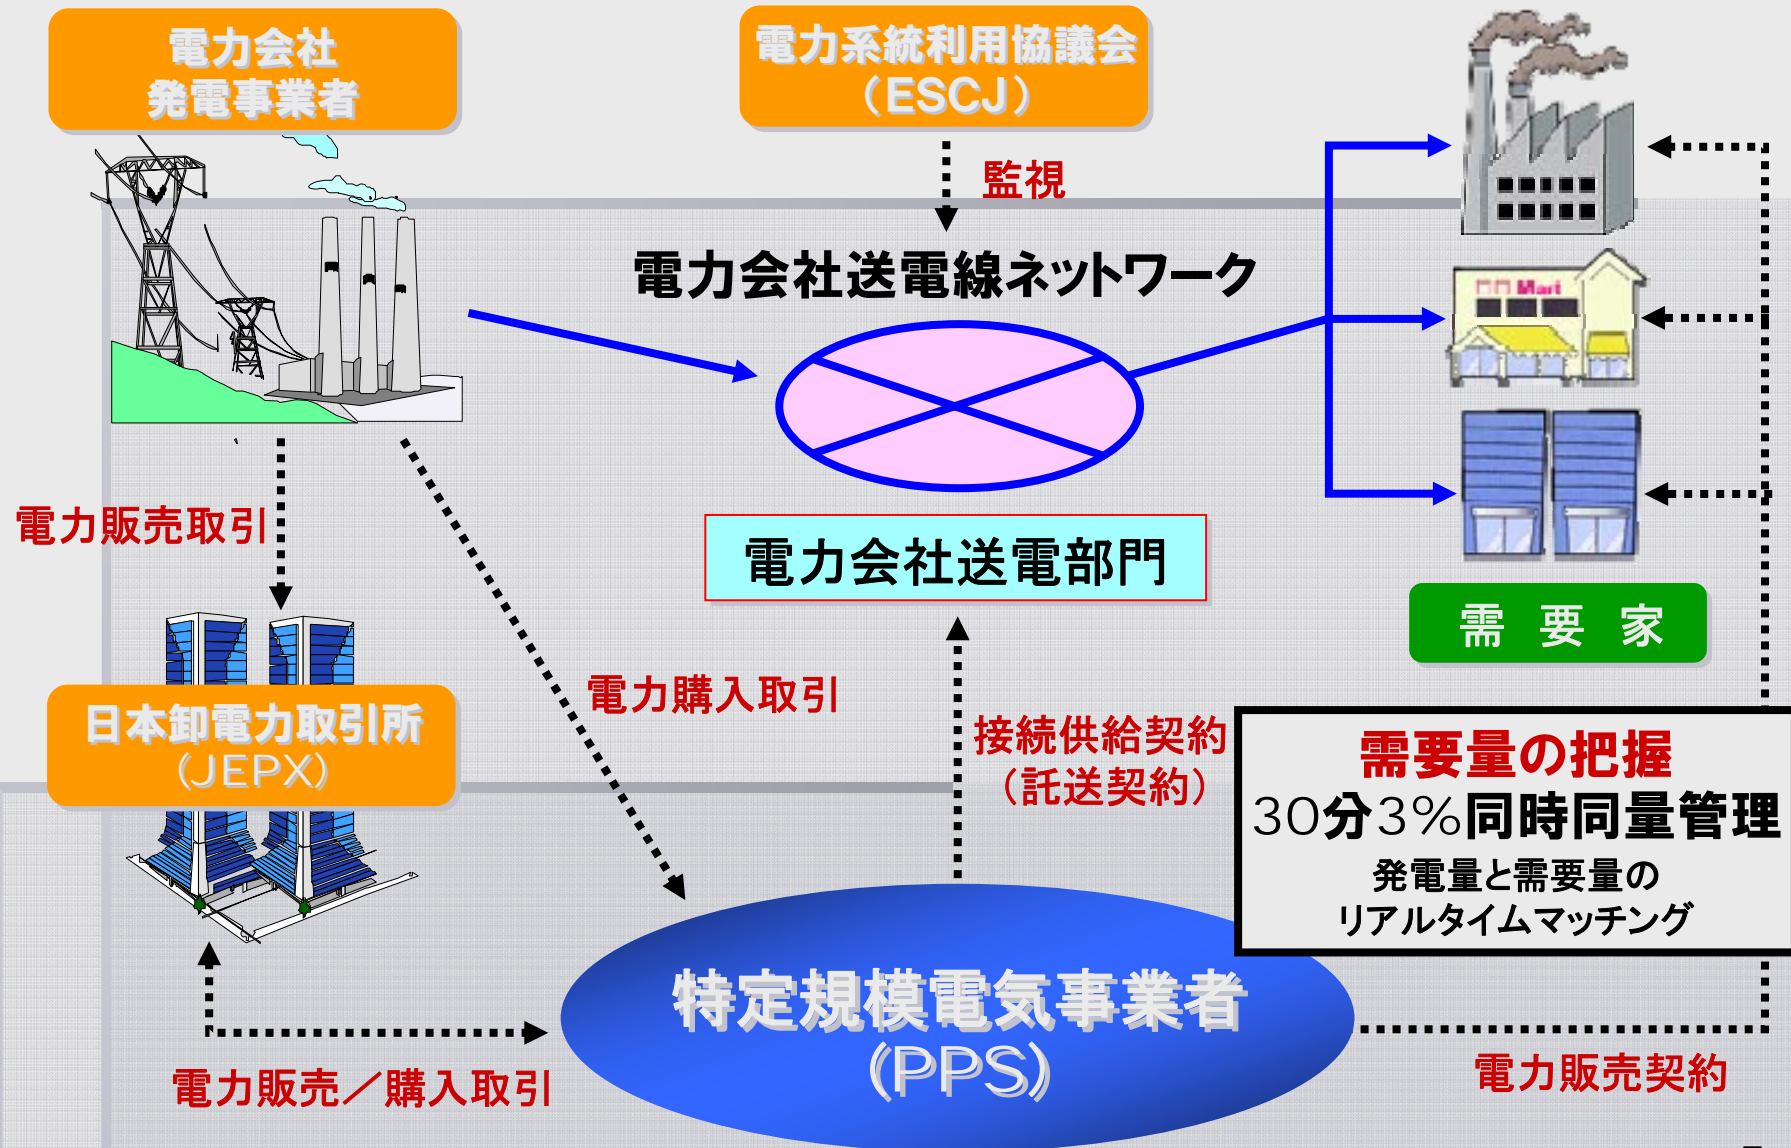 電力会社
発電事業者
電力系統利用協議会
（ESCJ）
監視
電力会社送電線ネットワーク
Mart
電力販売取引
電力会社送電部門
需 要 家
電力購入取引
日本卸電力取引所
（JEPX）
接続供給契約
（託送契約）
需要量の把握
30分3%同時同量管理
発電量と需要量の
リアルタイムマッチング
特定規模電気事業者
(PPS)
電力販売／購入取引
電力販売契約